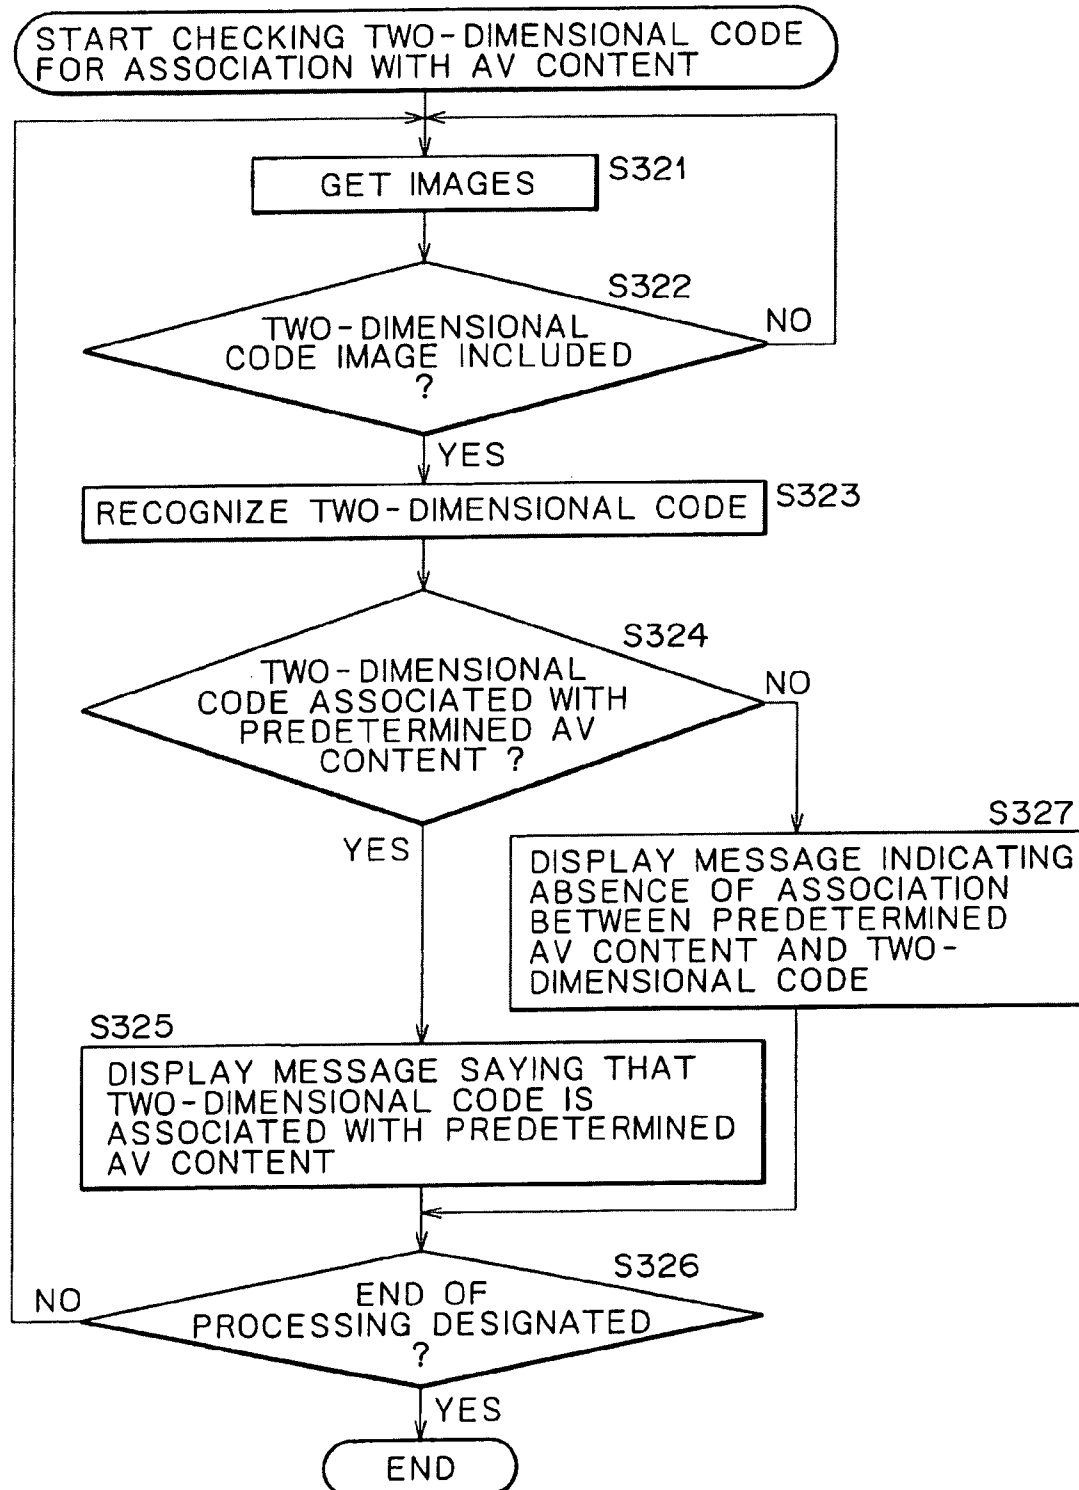 START CHECKING TWO-DIMENSIONAL CODE
FOR ASSOCIATION WITH AV CONTENT
GET IMAGES
S321
S322
TWO-DIMENSIONAL
CODE IMAGE INCLUDED
?
NO
YES
RECOGNIZE TWO-DIMENSIONAL CODE
S323
S324
TWO-DIMENSIONAL
CODE ASSOCIATED WITH
PREDETERMINED AV
CONTENT ?
NO
YES
S327
DISPLAY MESSAGE INDICATING
ABSENCE OF ASSOCIATION
BETWEEN PREDETERMINED
AV CONTENT AND TWO-
DIMENSIONAL CODE
S325
DISPLAY MESSAGE SAYING THAT
TWO-DIMENSIONAL CODE IS
ASSOCIATED WITH PREDETERMINED
AV CONTENT
S326
END OF
PROCESSING DESIGNATED
?
NO
YES
END